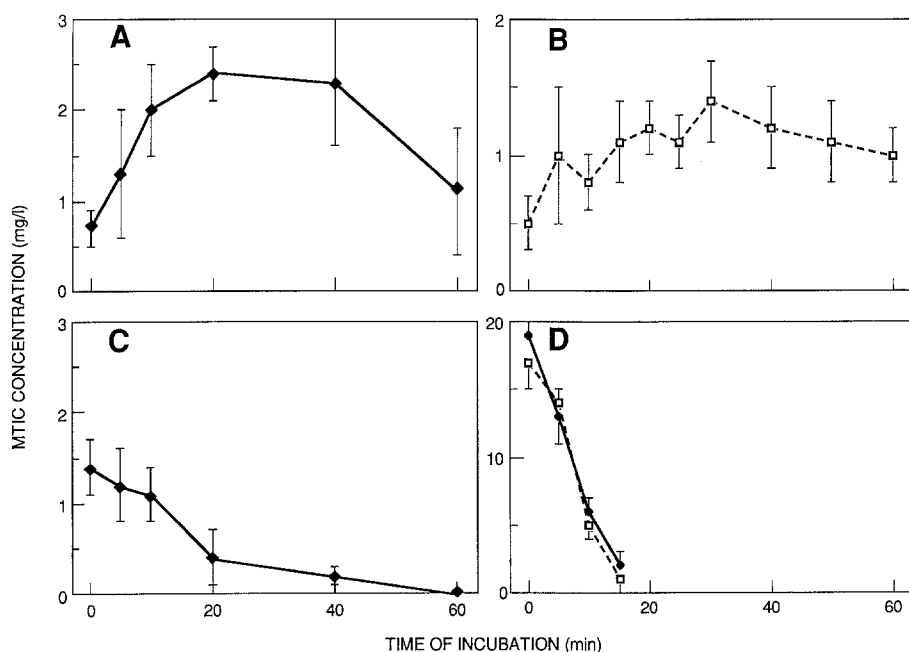 A
3
2
1
0
B
2
1
0
C
3
2
1
0
0 20 40 60
D
20
10
0
0 20 40 60
MTIC CONCENTRATION (mg/l)
TIME OF INCUBATION (min)